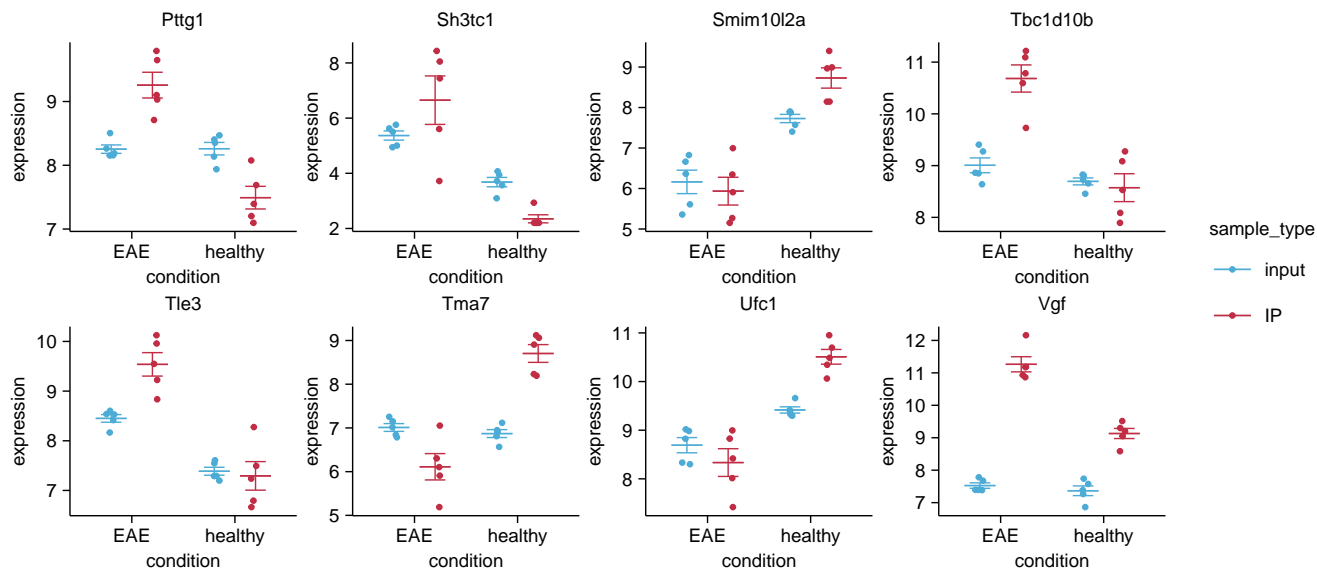 Pttg1
Sh3tc1
Smim10l2a
Tbc1d10b
expression
9
8
7
EAE
healthy
condition
expression
8
6
4
2
EAE
healthy
condition
expression
9
8
7
6
5
EAE
healthy
condition
expression
11
10
9
8
EAE
healthy
condition
Tle3
Tma7
Ufc1
Vgf
expression
10
9
8
7
EAE
healthy
condition
expression
9
8
7
6
5
EAE
healthy
condition
expression
11
10
9
8
EAE
healthy
condition
expression
12
11
10
9
8
7
EAE
healthy
condition
sample_type
input
IP